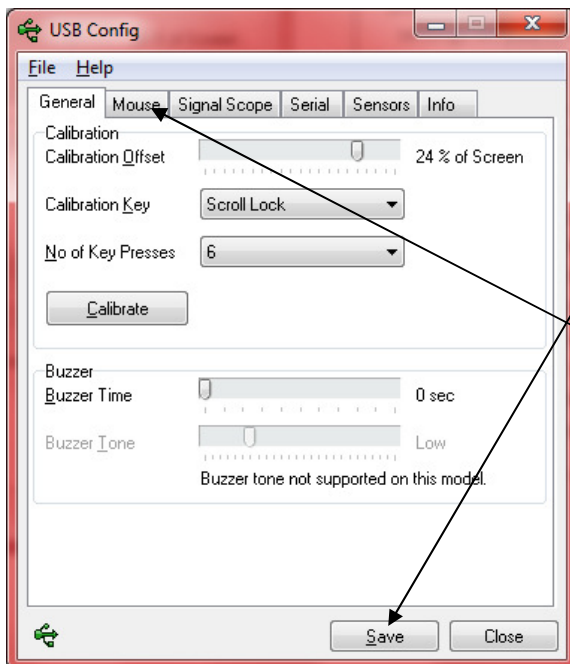 USB Config
File Help
General Mouse Signal Scope Serial Sensors Info
Calibration
Calibration Offset 24 % of Screen
Calibration Key Scroll Lock
No of Key Presses 6
Calibrate
Buzzer
Buzzer Time 0 sec
Buzzer Tone Low
Buzzer tone not supported on this model.
Save Close